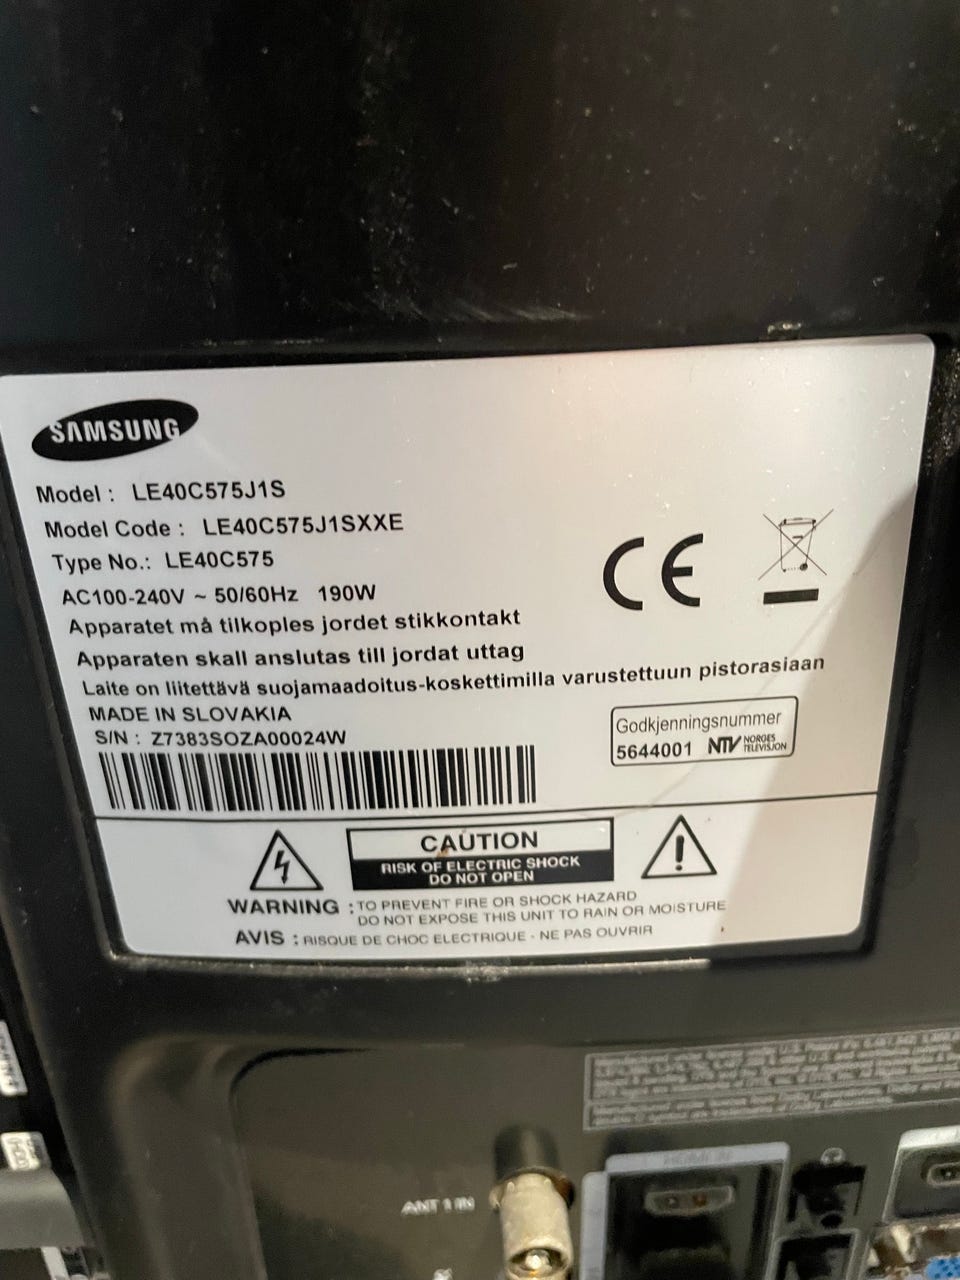 SAMSUNG
Model : LE40C575J1S
Model Code : LE40C575J1SXXE
Type No.: LE40C575
AC100-240V ~ 50/60Hz 190W
Apparatet må tilkoples jordet stikkontakt
Apparaten skall anslutas till jordat uttag
Laite on liitettävä suojamaadoitus-koskettimilla varustettuun pistorasiaan
MADE IN SLOVAKIA
S/N : Z7383SOZA00024W
CE
Godkjenningsnummer
5644001 NTV NORGES TELEVISJON
CAUTION
RISK OF ELECTRIC SHOCK
DO NOT OPEN
WARNING : TO PREVENT FIRE OR SHOCK HAZARD
DO NOT EXPOSE THIS UNIT TO RAIN OR MOISTURE
AVIS : RISQUE DE CHOC ELECTRIQUE - NE PAS OUVRIR
ANT 1 IN